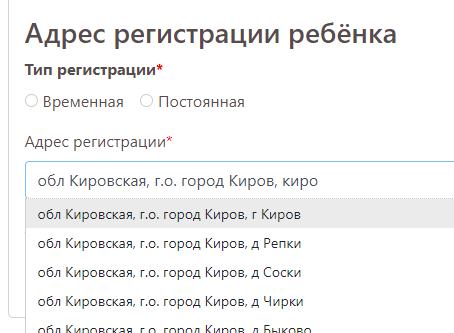 Адрес регистрации ребёнка
Тип регистрации*
Временная Постоянная
Адрес регистрации*
обл Кировская, г.о. город Киров, киро
обл Кировская, г.о. город Киров, г Киров
обл Кировская, г.о. город Киров, д Репки
обл Кировская, г.о. город Киров, д Соски
обл Кировская, г.о. город Киров, д Чирки
обл Кировская, г.о. город Киров, д Быково